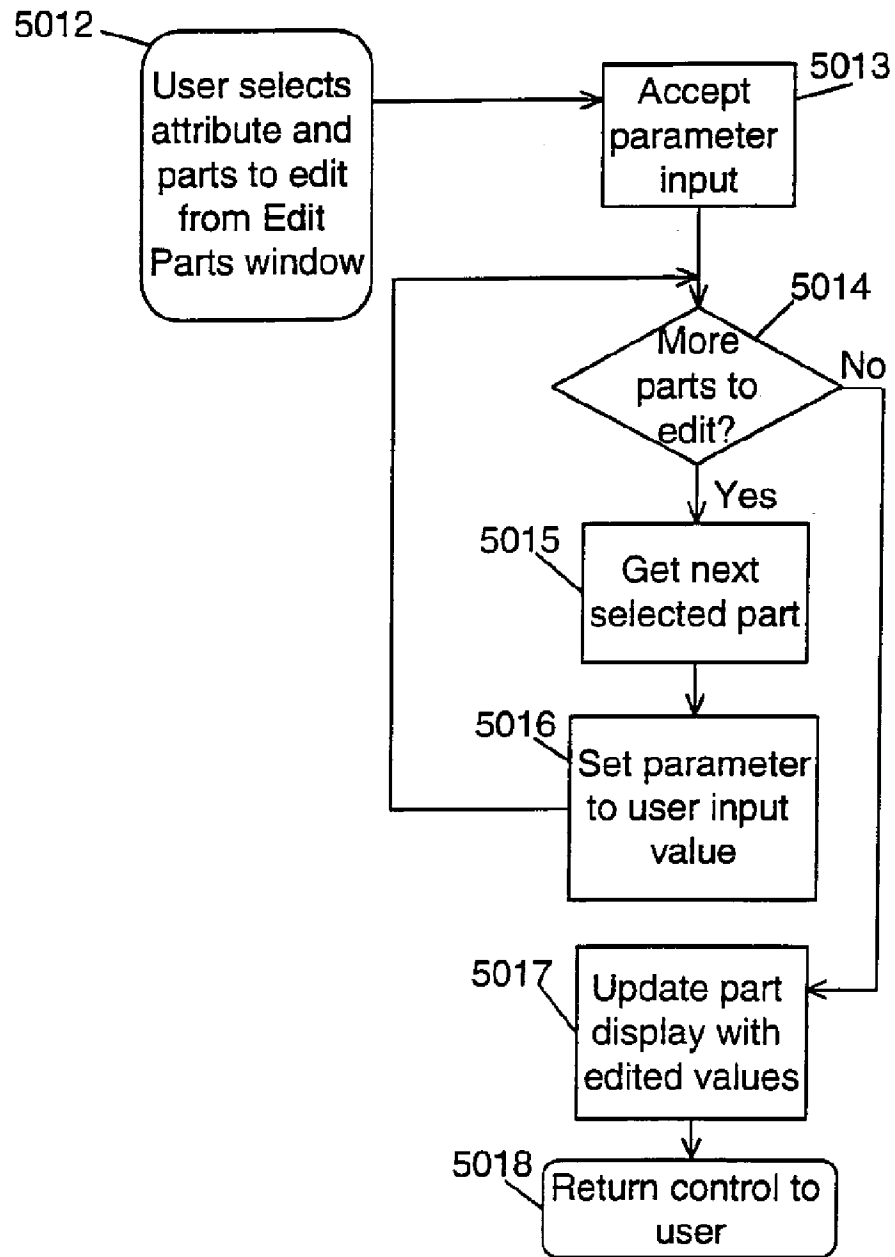 5012
User selects
attribute and
parts to edit
from Edit
Parts window
5013
Accept
parameter
input
5014
More
parts to
edit?
No
Yes
5015
Get next
selected part
5016
Set parameter
to user input
value
5017
Update part
display with
edited values
5018
Return control to
user